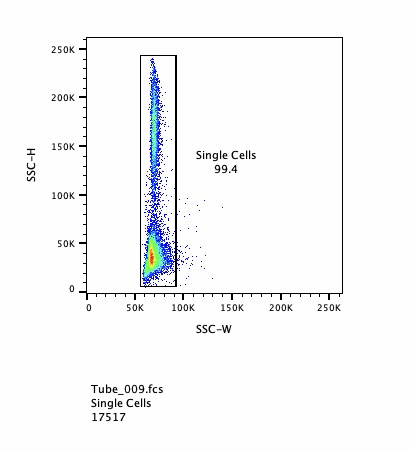 250K
200K
150K
100K
50K
0
SSC-H
Single Cells
99.4
0 50K 100K 150K 200K 250K
SSC-W
Tube_009.fcs
Single Cells
17517